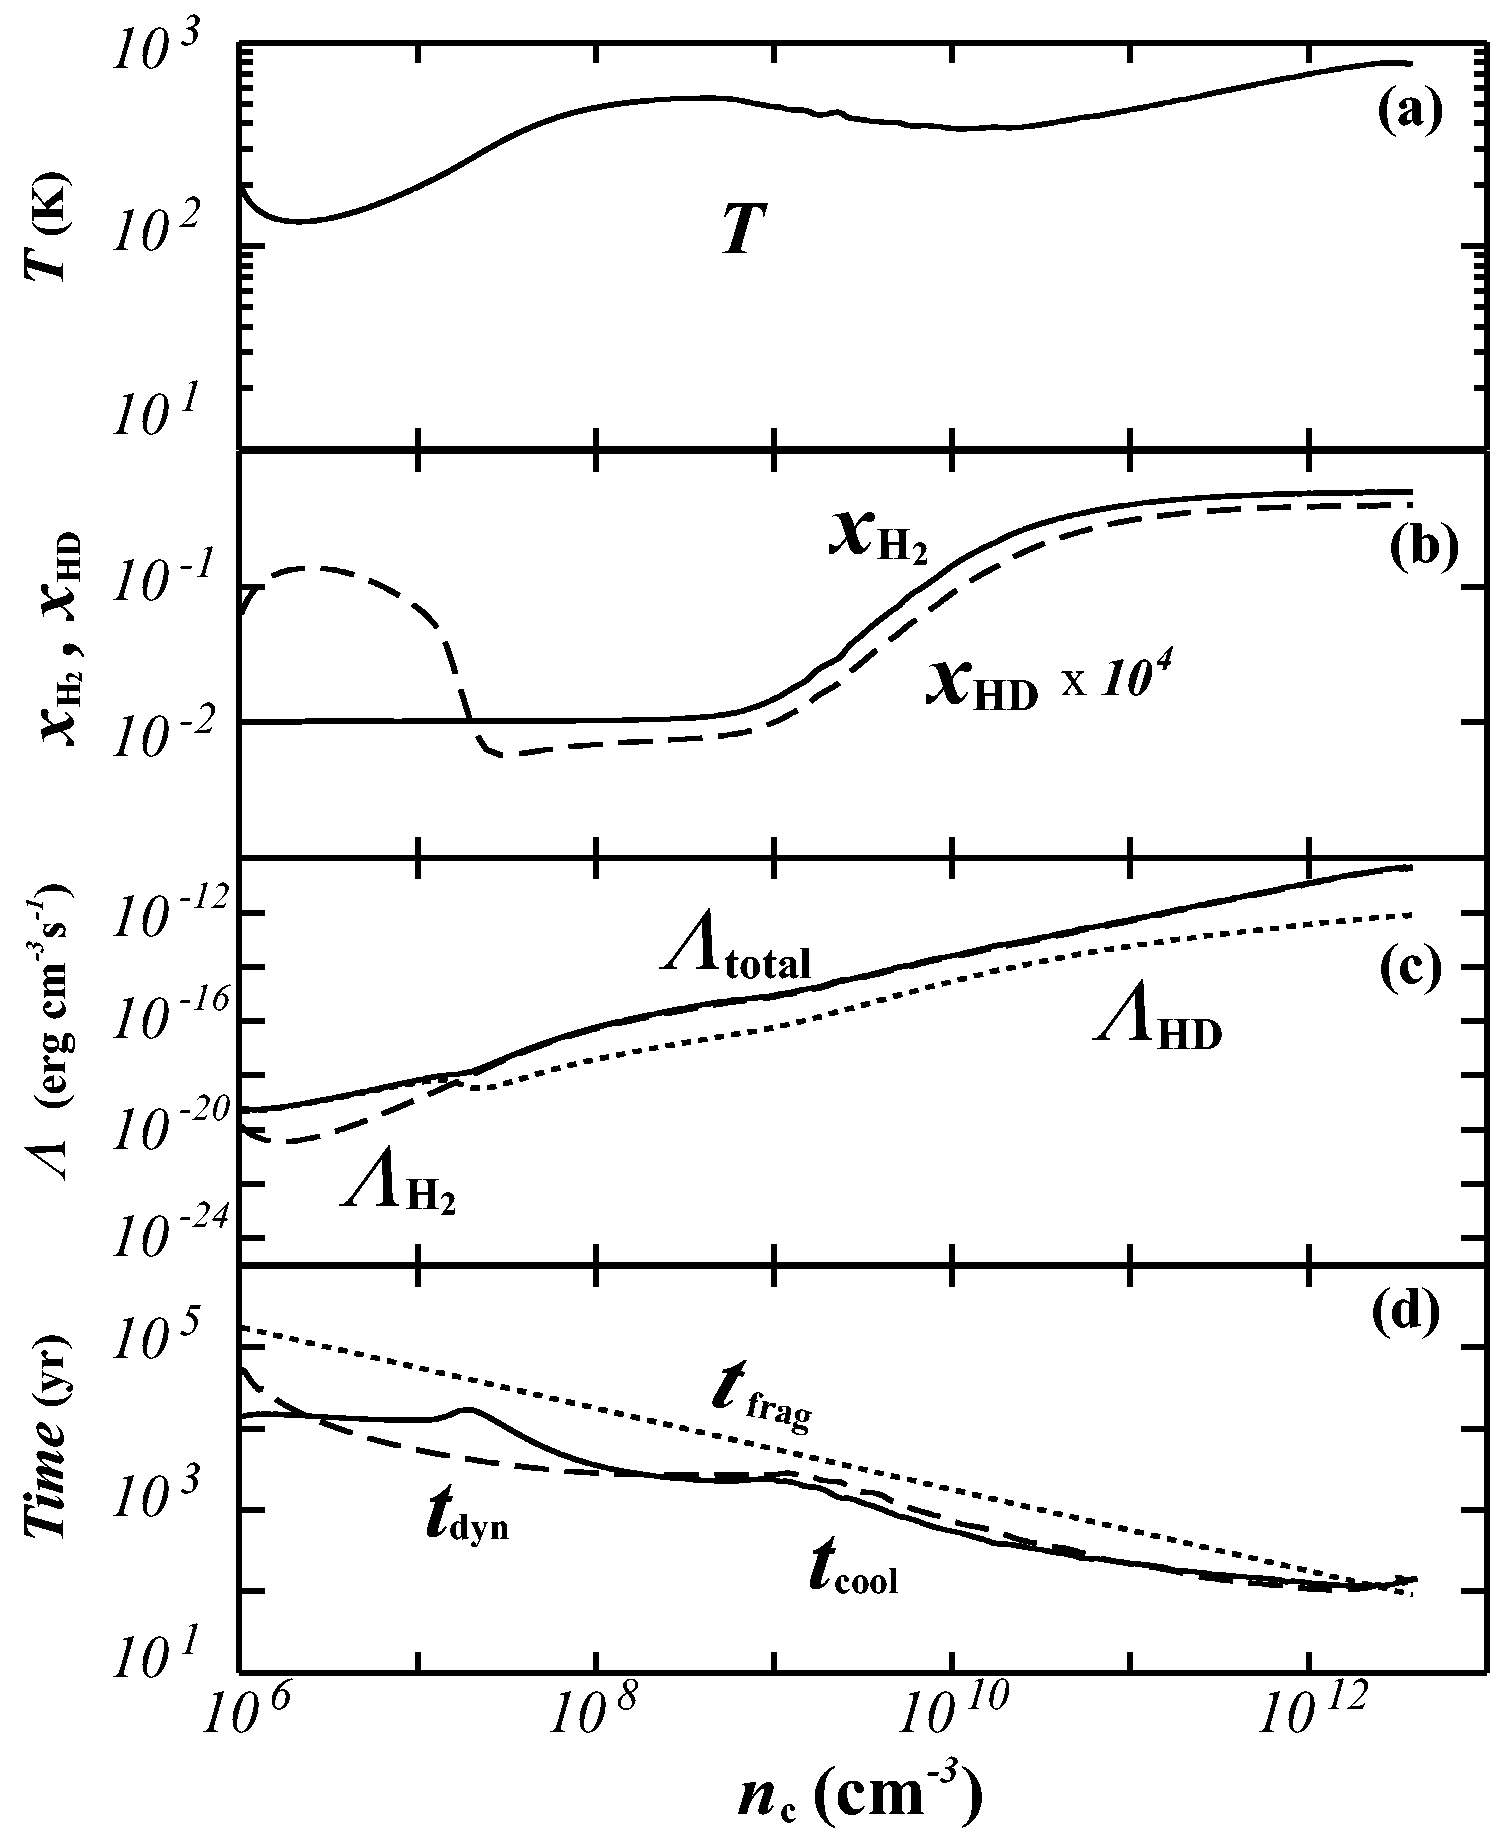 10^3
(a)
T (K)
10^2
T
10^1
x_H2
(b)
x_H2, x_HD
10^-1
x_HD x 10^4
10^-2
10^-12
Λ_total
(c)
Λ (erg cm^-3 s^-1)
10^-16
Λ_HD
10^-20
Λ_H2
10^-24
(d)
10^5
t_frag
Time (yr)
10^3
t_dyn
t_cool
10^1
10^6 10^8 10^10 10^12
n_c (cm^-3)